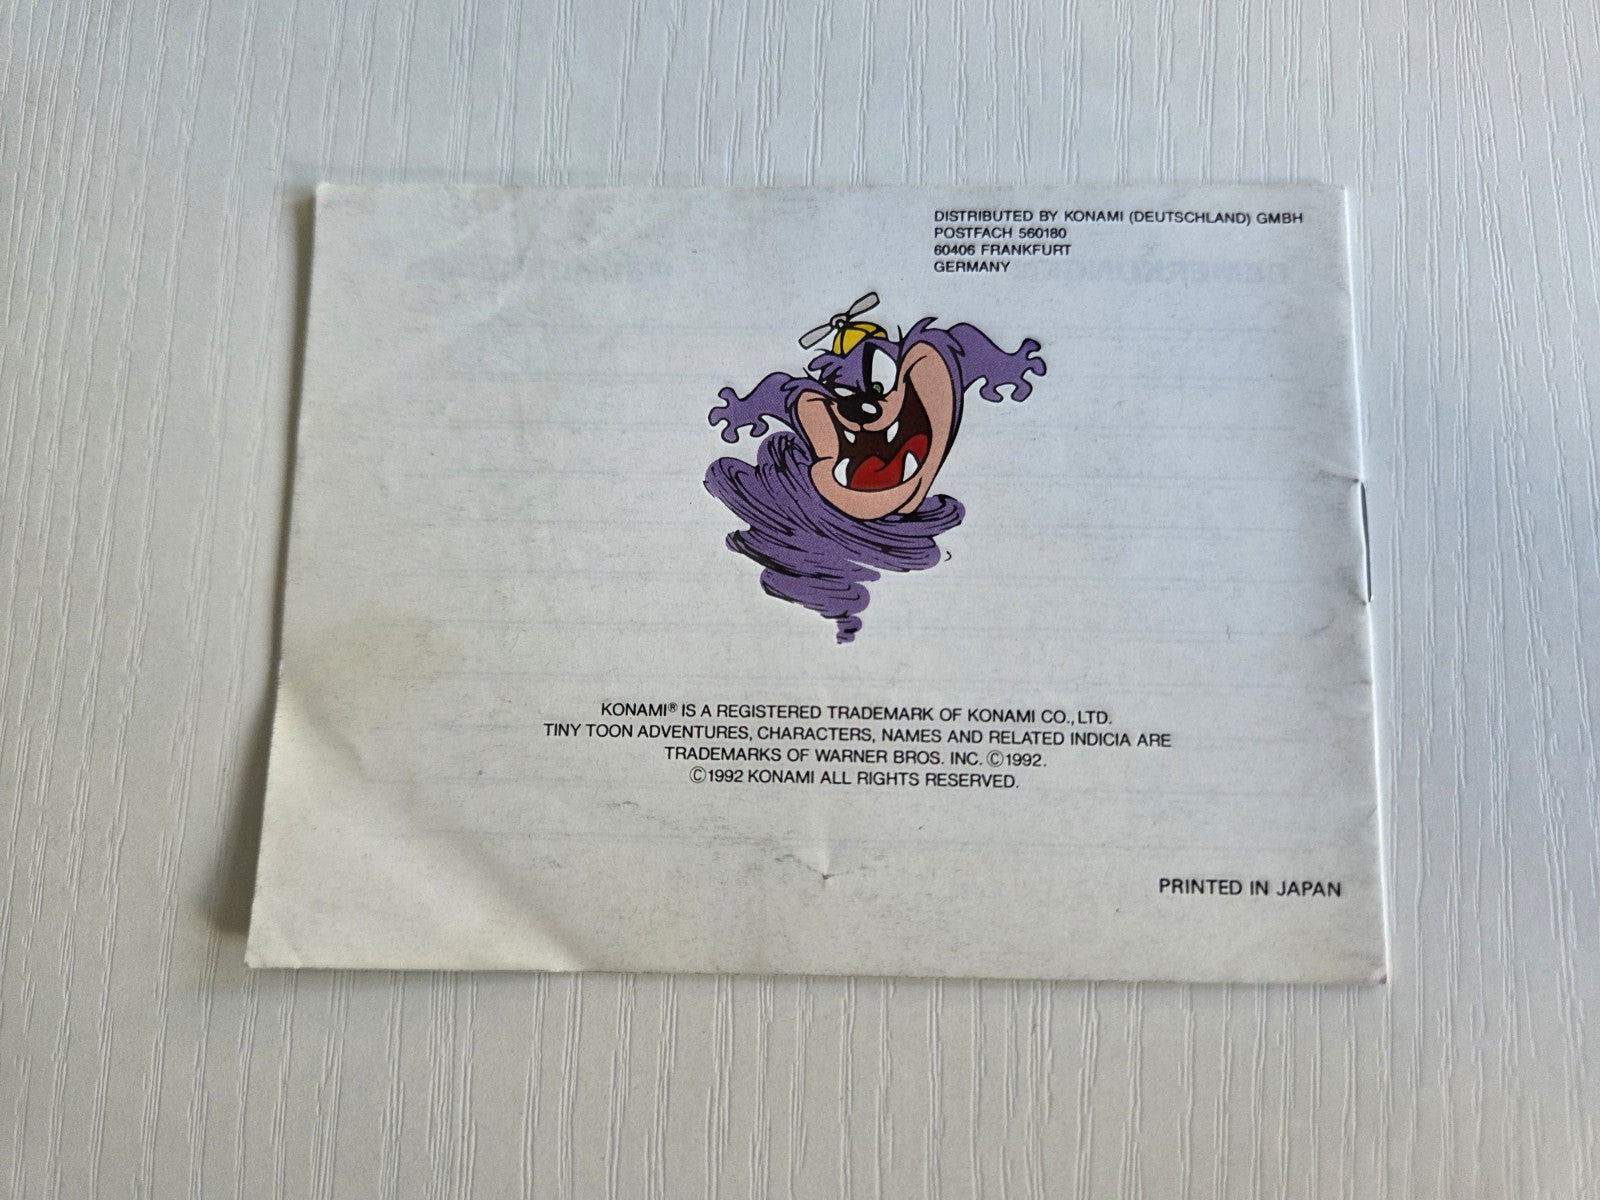 DISTRIBUTED BY KONAMI (DEUTSCHLAND) GMBH
POSTFACH 560180
60406 FRANKFURT
GERMANY
KONAMI® IS A REGISTERED TRADEMARK OF KONAMI CO., LTD.
TINY TOON ADVENTURES, CHARACTERS, NAMES AND RELATED INDICIA ARE
TRADEMARKS OF WARNER BROS. INC. ©1992.
©1992 KONAMI ALL RIGHTS RESERVED.
PRINTED IN JAPAN